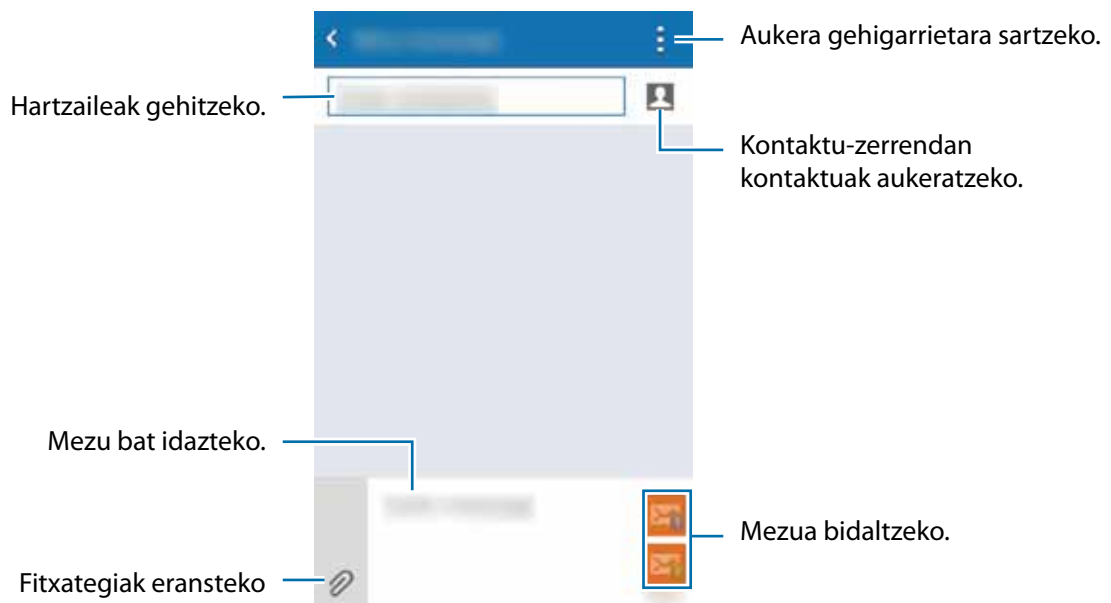 Aukera gehigarrietara sartzeko.
Hartzaileak gehitzeko.
Kontaktu-zerrendan
kontaktuak aukeratzeko.
Mezu bat idazteko.
Mezua bidaltzeko.
Fitxategiak eransteko